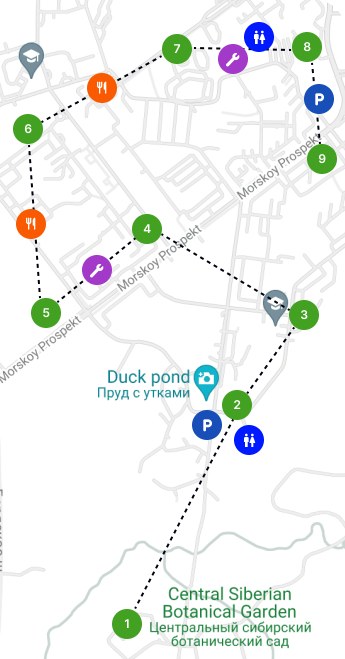 7
8
P
6
9
Morskoy Prospekt
4
Morskoy Prospekt
5
3
Morskoy Prospekt
Duck pond
Пруд с утками
2
P
Central Siberian
Botanical Garden
1
Центральный сибирский
ботанический сад